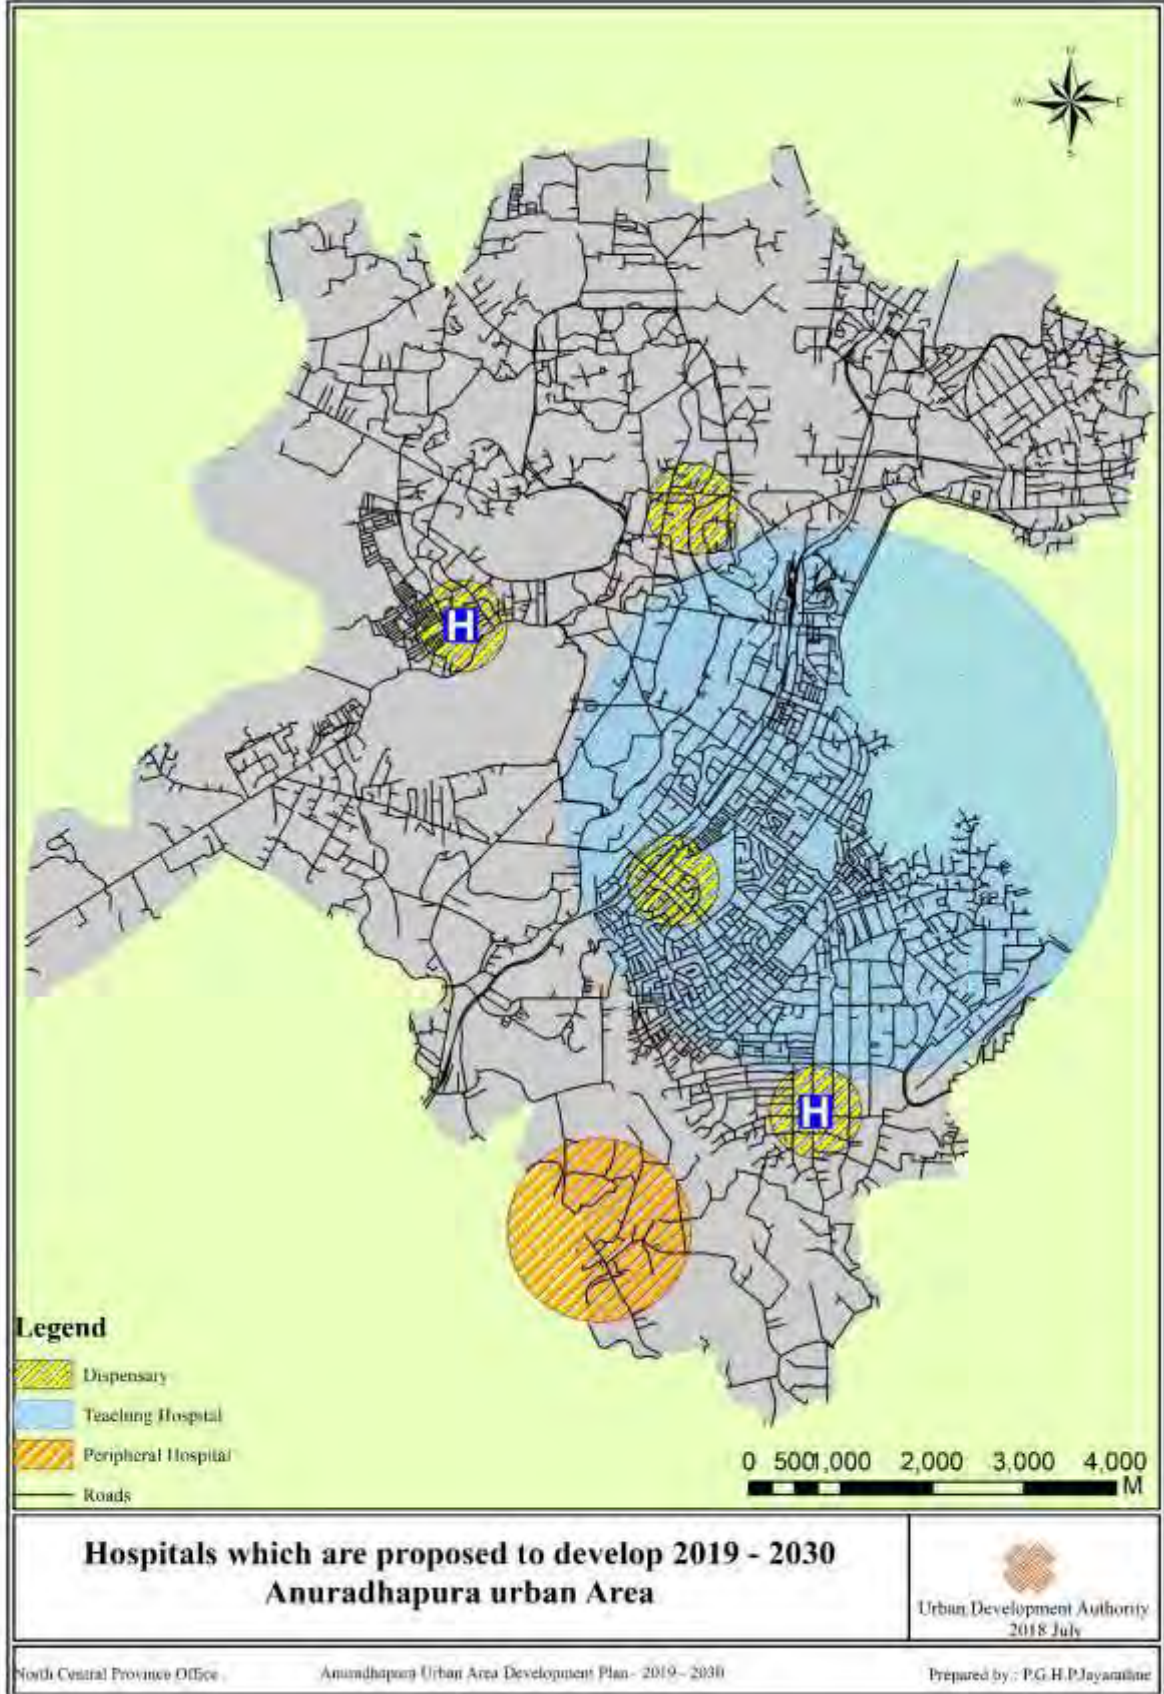 N
W
E
S
H
H
Legend
Dispensary
Teaching Hospital
Peripheral Hospital
Roads
0 500 1,000 2,000 3,000 4,000
M
Hospitals which are proposed to develop 2019 - 2030
Anuradhapura urban Area
Urban Development Authority
2018 July
North Central Province Office
Anuradhapura Urban Area Development Plan - 2019 - 2030
Prepared by : P.G.H.P.Jayarathne